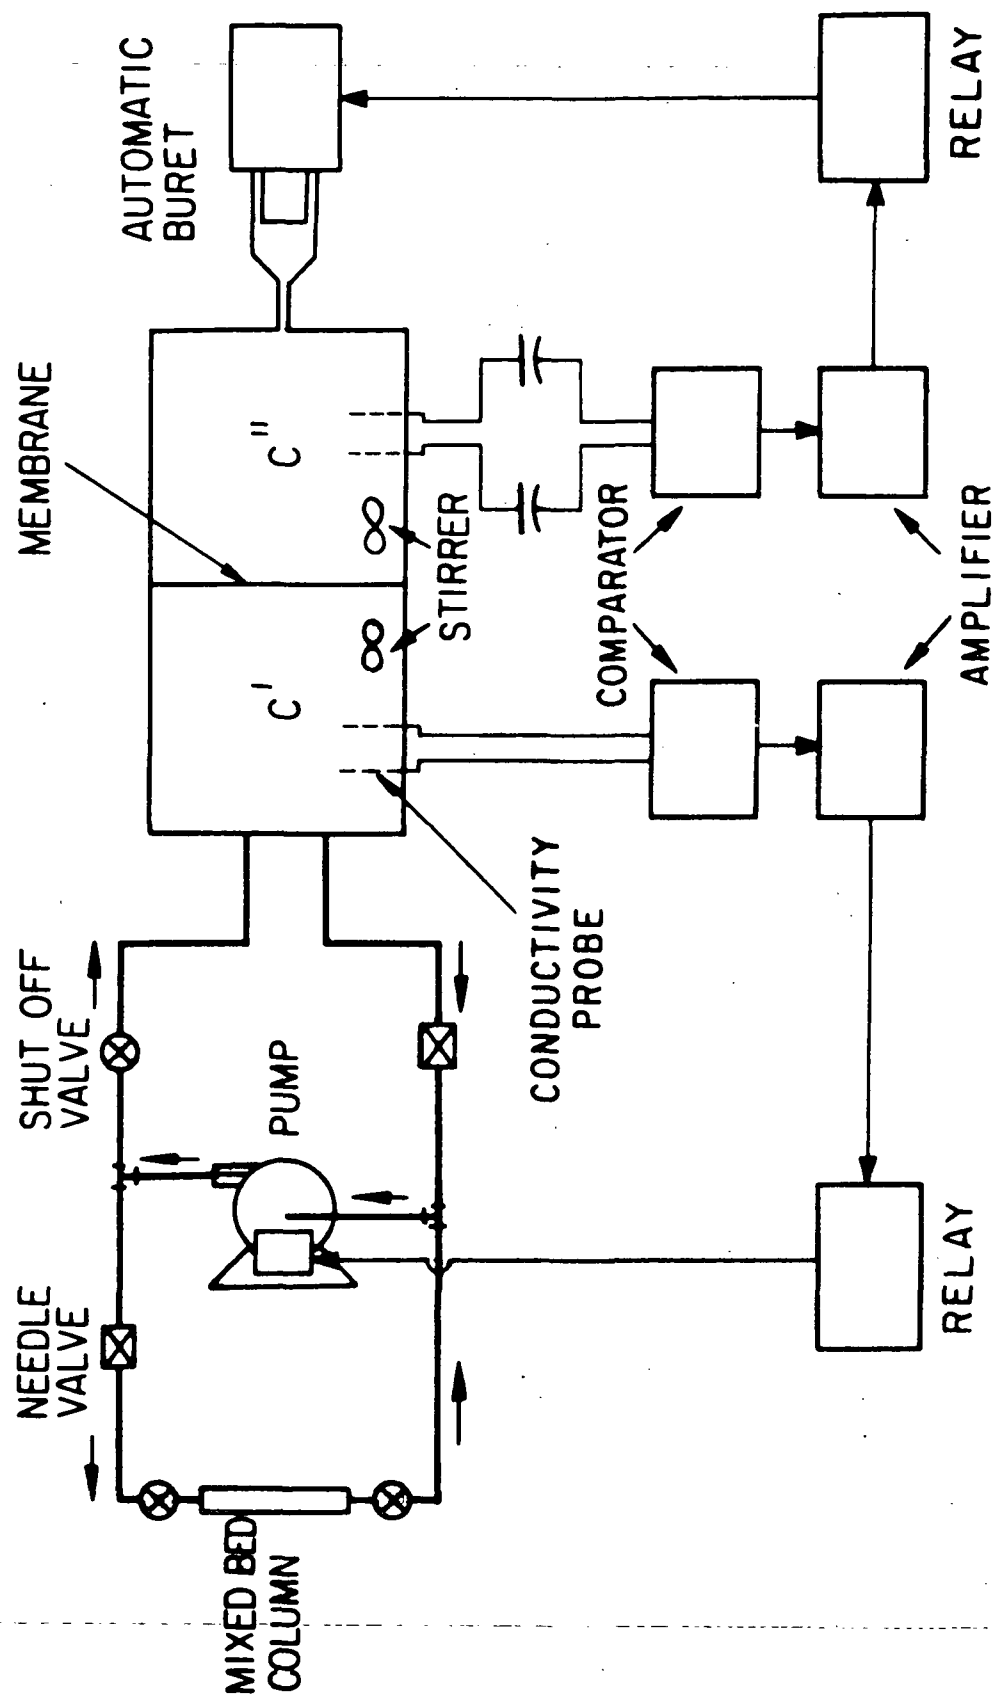 MIXED BED
COLUMN
NEEDLE
VALVE
SHUT OFF
VALVE
PUMP
CONDUCTIVITY
PROBE
MEMBRANE
C'
C"
STIRRER
AUTOMATIC
BURET
COMPARATOR
AMPLIFIER
RELAY
RELAY